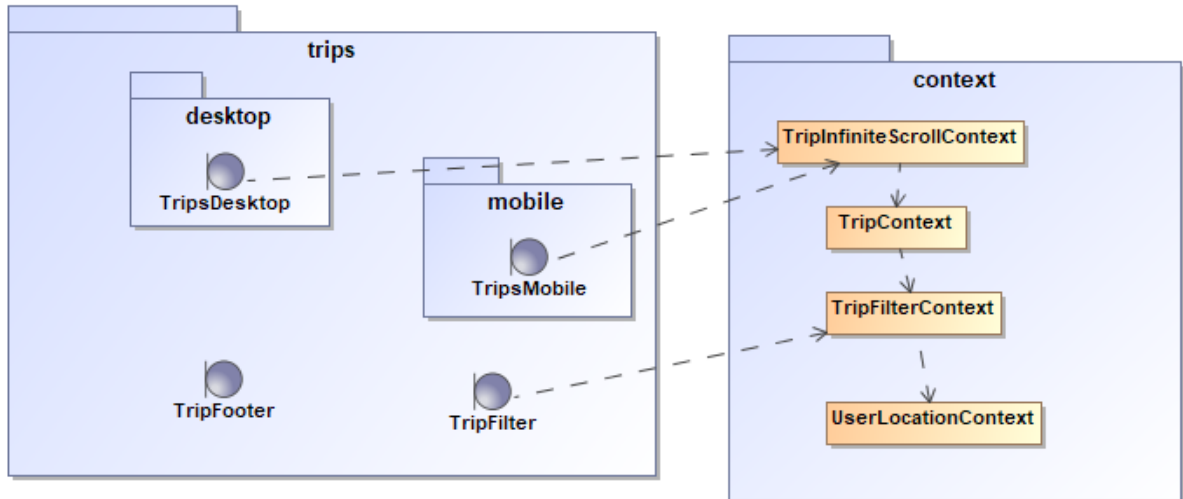 trips
desktop
TripsDesktop
mobile
TripsMobile
TripFooter
TripFilter
context
TripInfiniteScrollContext
TripContext
TripFilterContext
UserLocationContext